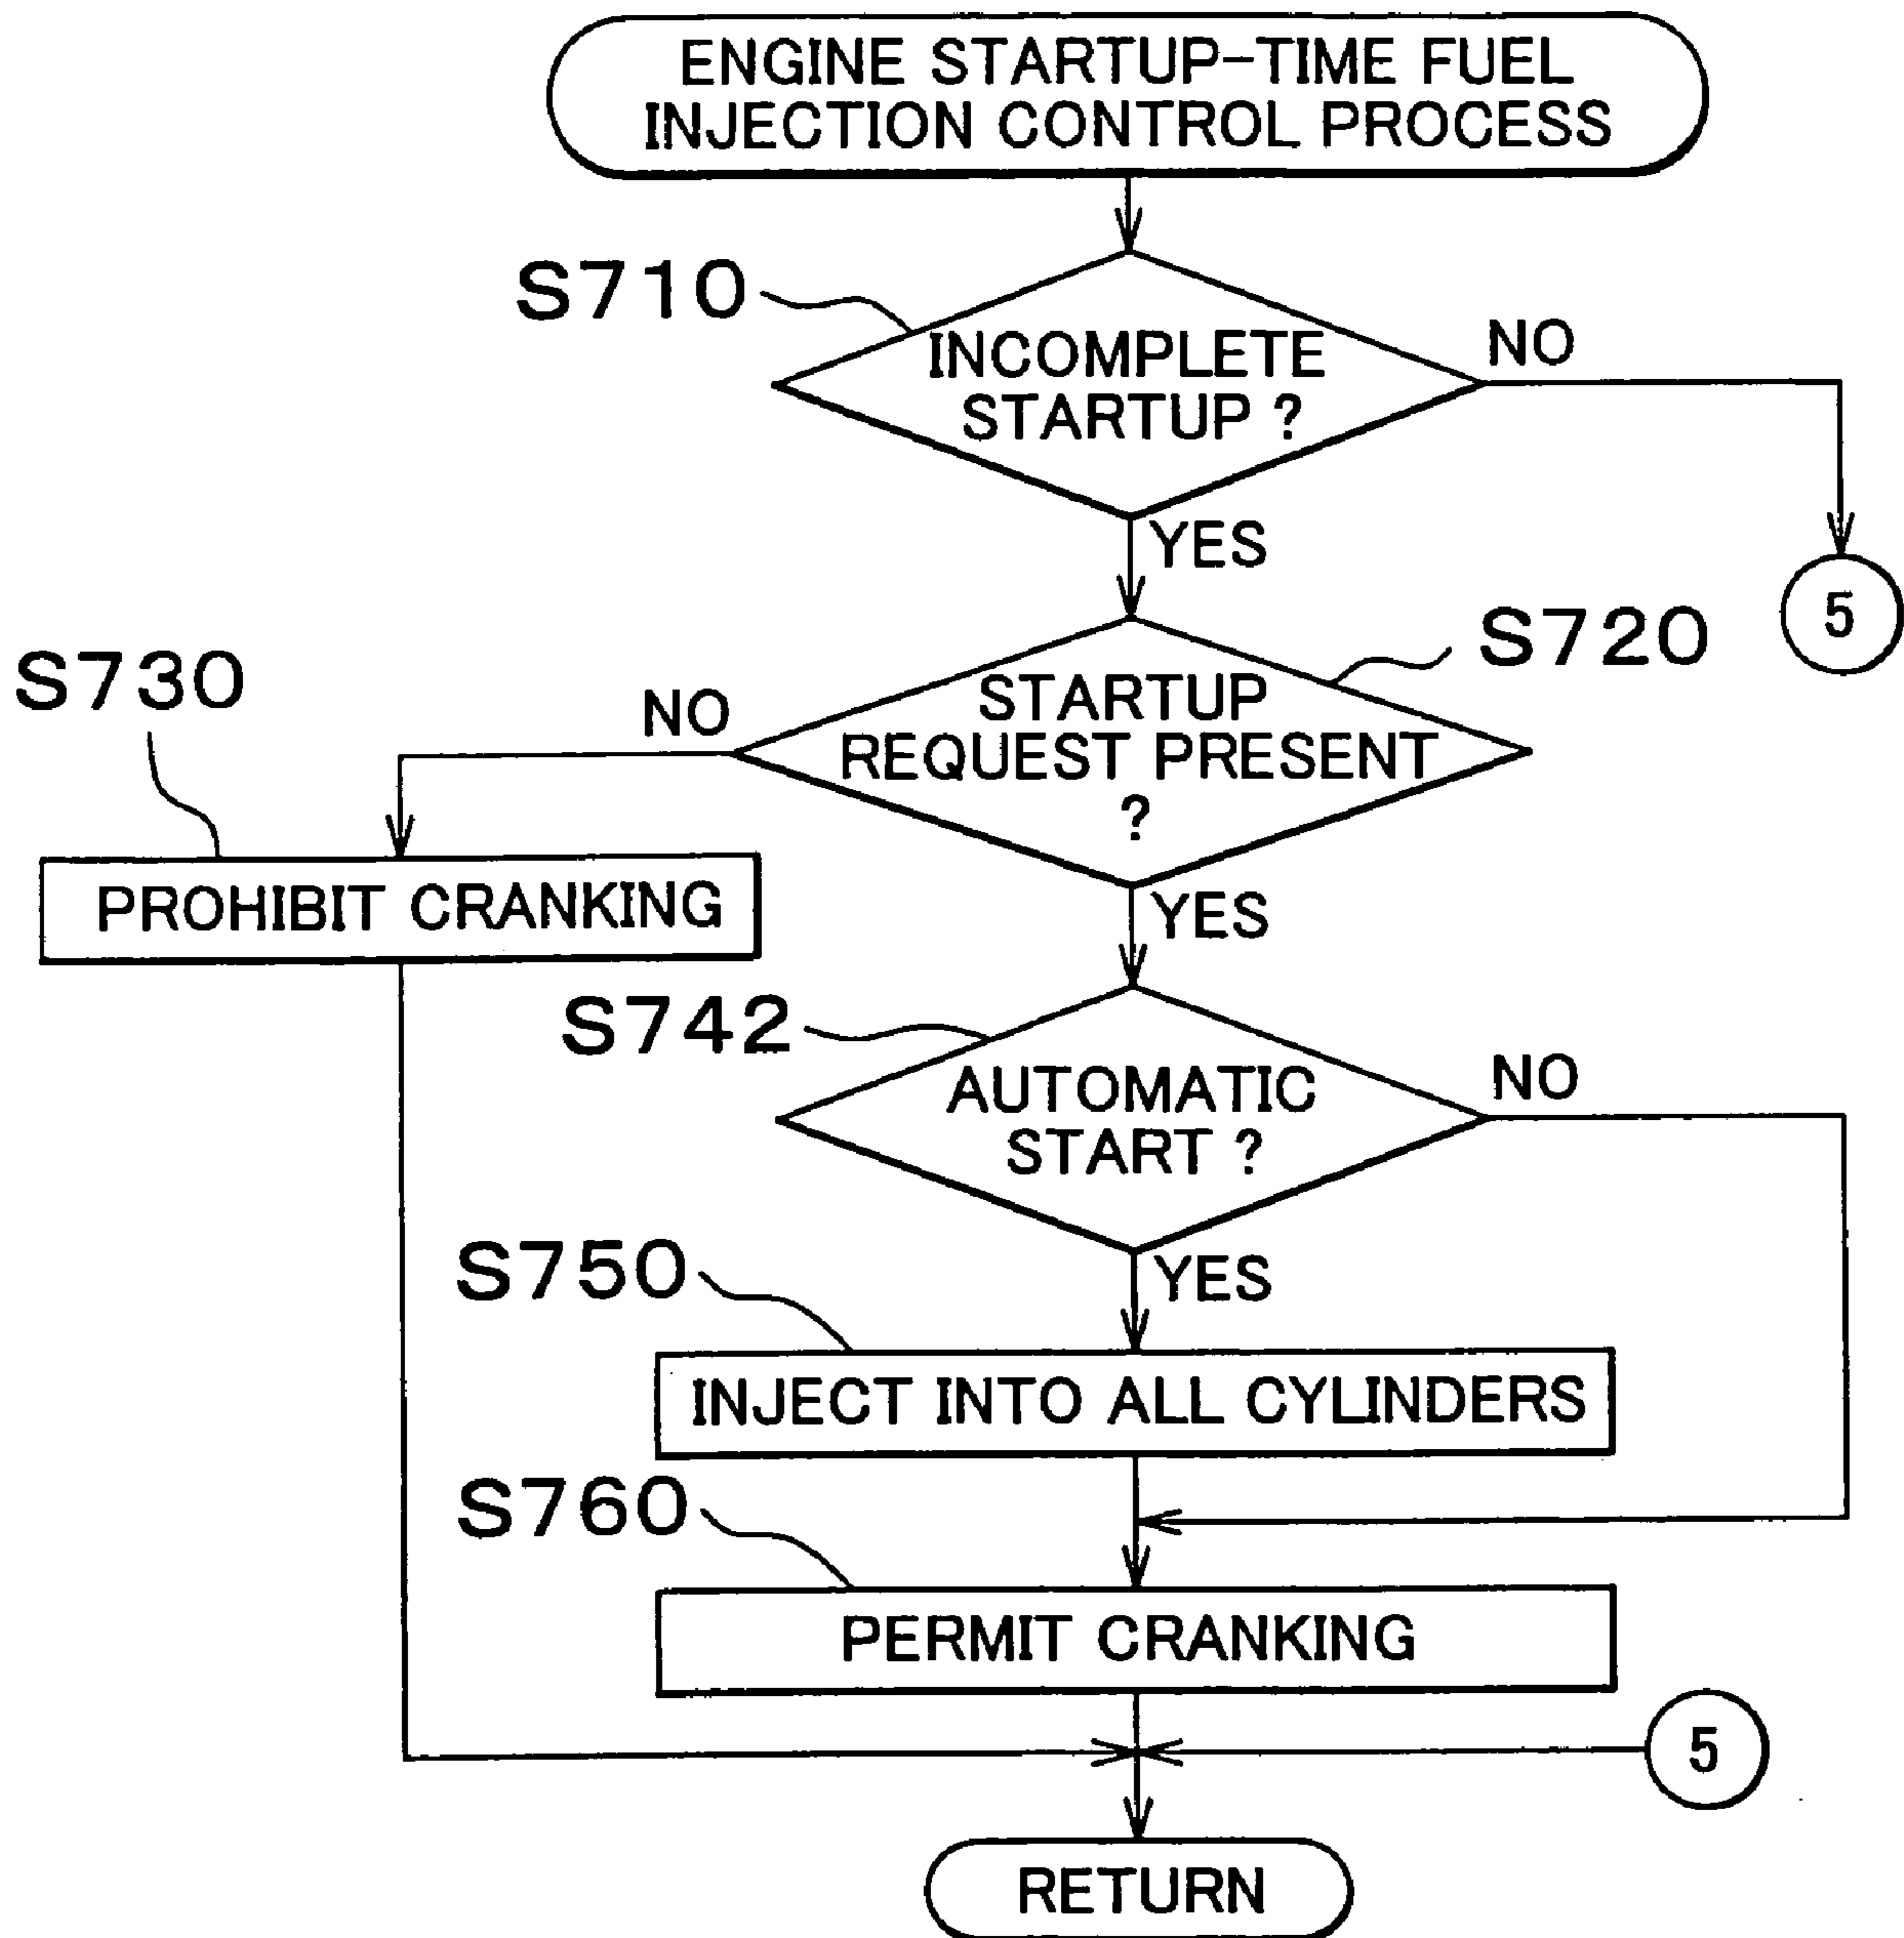 ENGINE STARTUP-TIME FUEL
INJECTION CONTROL PROCESS
S710
INCOMPLETE
STARTUP ?
NO
YES
5
S720
S730
NO
STARTUP
REQUEST PRESENT
?
PROHIBIT CRANKING
YES
S742
AUTOMATIC
START ?
NO
YES
S750
INJECT INTO ALL CYLINDERS
S760
PERMIT CRANKING
5
RETURN